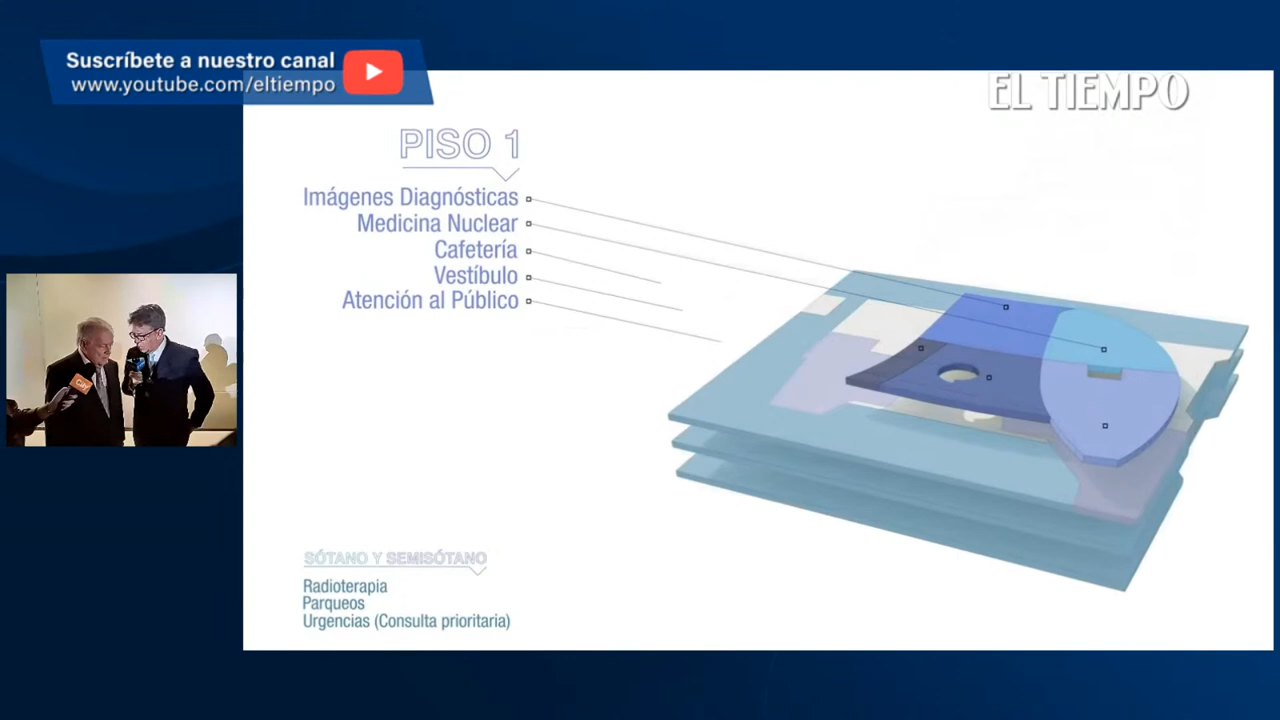 Suscríbete a nuestro canal
www.youtube.com/eltiempo
EL TIEMPO
PISO 1
Imágenes Diagnósticas
Medicina Nuclear
Cafetería
Vestíbulo
Atención al Público
SÓTANO Y SEMISÓTANO
Radioterapia
Parqueos
Urgencias (Consulta prioritaria)